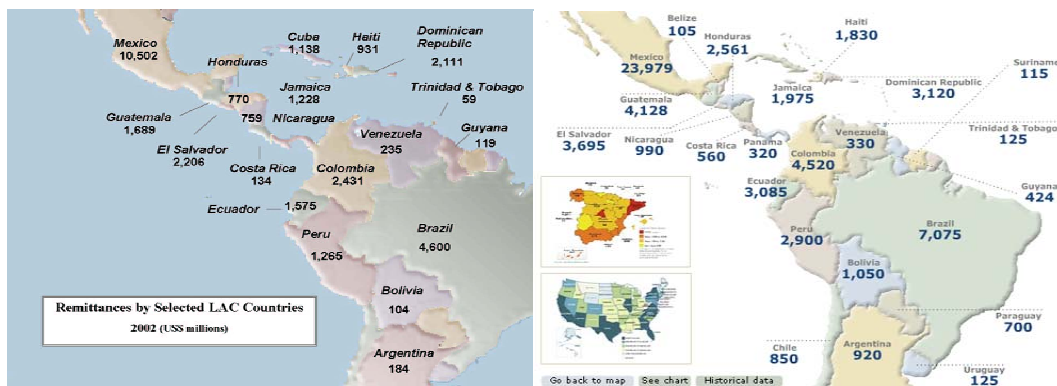 Mexico
10,502
Cuba
1,138
Haiti
931
Dominican
Republic
2,111
Honduras
770
Jamaica
1,228
Trinidad & Tobago
59
Guatemala
1,689
759
Nicaragua
Venezuela
235
Guyana
119
El Salvador
2,206
Costa Rica
134
Colombia
2,431
Ecuador
1,575
Peru
1,265
Brazil
4,600
Bolivia
104
Argentina
184
Remittances by Selected LAC Countries
2002 (US$ millions)
Belize
105
Honduras
2,561
Haiti
1,830
Mexico
23,979
Suriname
115
Jamaica
1,975
Dominican Republic
3,120
Guatemala
4,128
El Salvador
3,695
Nicaragua
990
Costa Rica
560
Panama
320
Venezuela
330
Trinidad & Tobago
125
Colombia
4,520
Ecuador
3,085
Guyana
424
Peru
2,900
Brazil
7,075
Bolivia
1,050
Paraguay
700
Chile
850
Argentina
920
Uruguay
125
Go back to map
See chart
Historical data